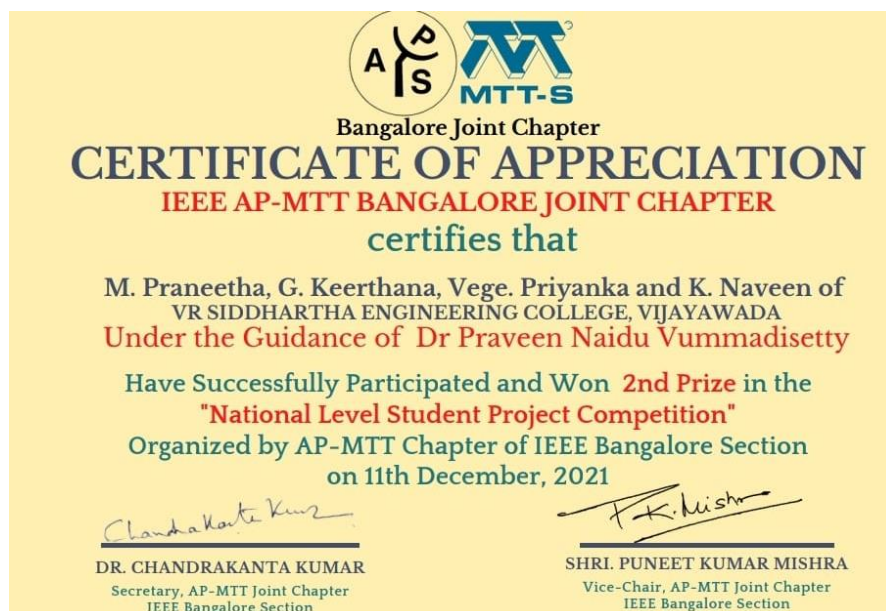 A P S
MTT-S
Bangalore Joint Chapter
CERTIFICATE OF APPRECIATION
IEEE AP-MTT BANGALORE JOINT CHAPTER
certifies that
M. Praneetha, G. Keerthana, Vege. Priyanka and K. Naveen of
VR SIDDHARTHA ENGINEERING COLLEGE, VIJAYAWADA
Under the Guidance of Dr Praveen Naidu Vummadisetty
Have Successfully Participated and Won 2nd Prize in the
"National Level Student Project Competition"
Organized by AP-MTT Chapter of IEEE Bangalore Section
on 11th December, 2021
Chandrakanta Kumar
P.K. Mishra
DR. CHANDRAKANTA KUMAR
Secretary, AP-MTT Joint Chapter
IEEE Bangalore Section
SHRI. PUNEET KUMAR MISHRA
Vice-Chair, AP-MTT Joint Chapter
IEEE Bangalore Section